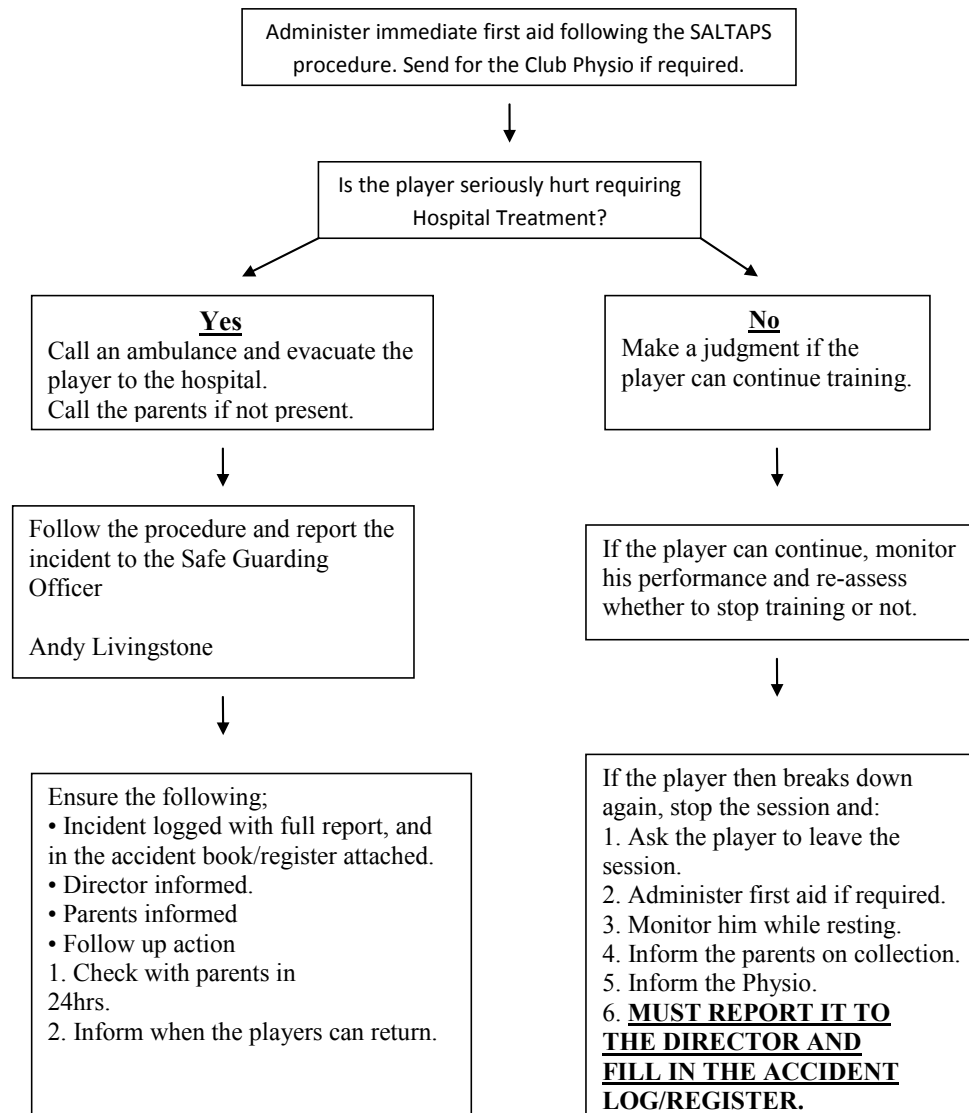 Administer immediate first aid following the SALTAPS
procedure. Send for the Club Physio if required.
Is the player seriously hurt requiring
Hospital Treatment?
Yes
Call an ambulance and evacuate the
player to the hospital.
Call the parents if not present.
No
Make a judgment if the
player can continue training.
Follow the procedure and report the
incident to the Safe Guarding
Officer
Andy Livingstone
If the player can continue, monitor
his performance and re-assess
whether to stop training or not.
Ensure the following;
• Incident logged with full report, and
in the accident book/register attached.
• Director informed.
• Parents informed
• Follow up action
1. Check with parents in
24hrs.
2. Inform when the players can return.
If the player then breaks down
again, stop the session and:
1. Ask the player to leave the
session.
2. Administer first aid if required.
3. Monitor him while resting.
4. Inform the parents on collection.
5. Inform the Physio.
6. MUST REPORT IT TO
THE DIRECTOR AND
FILL IN THE ACCIDENT
LOG/REGISTER.